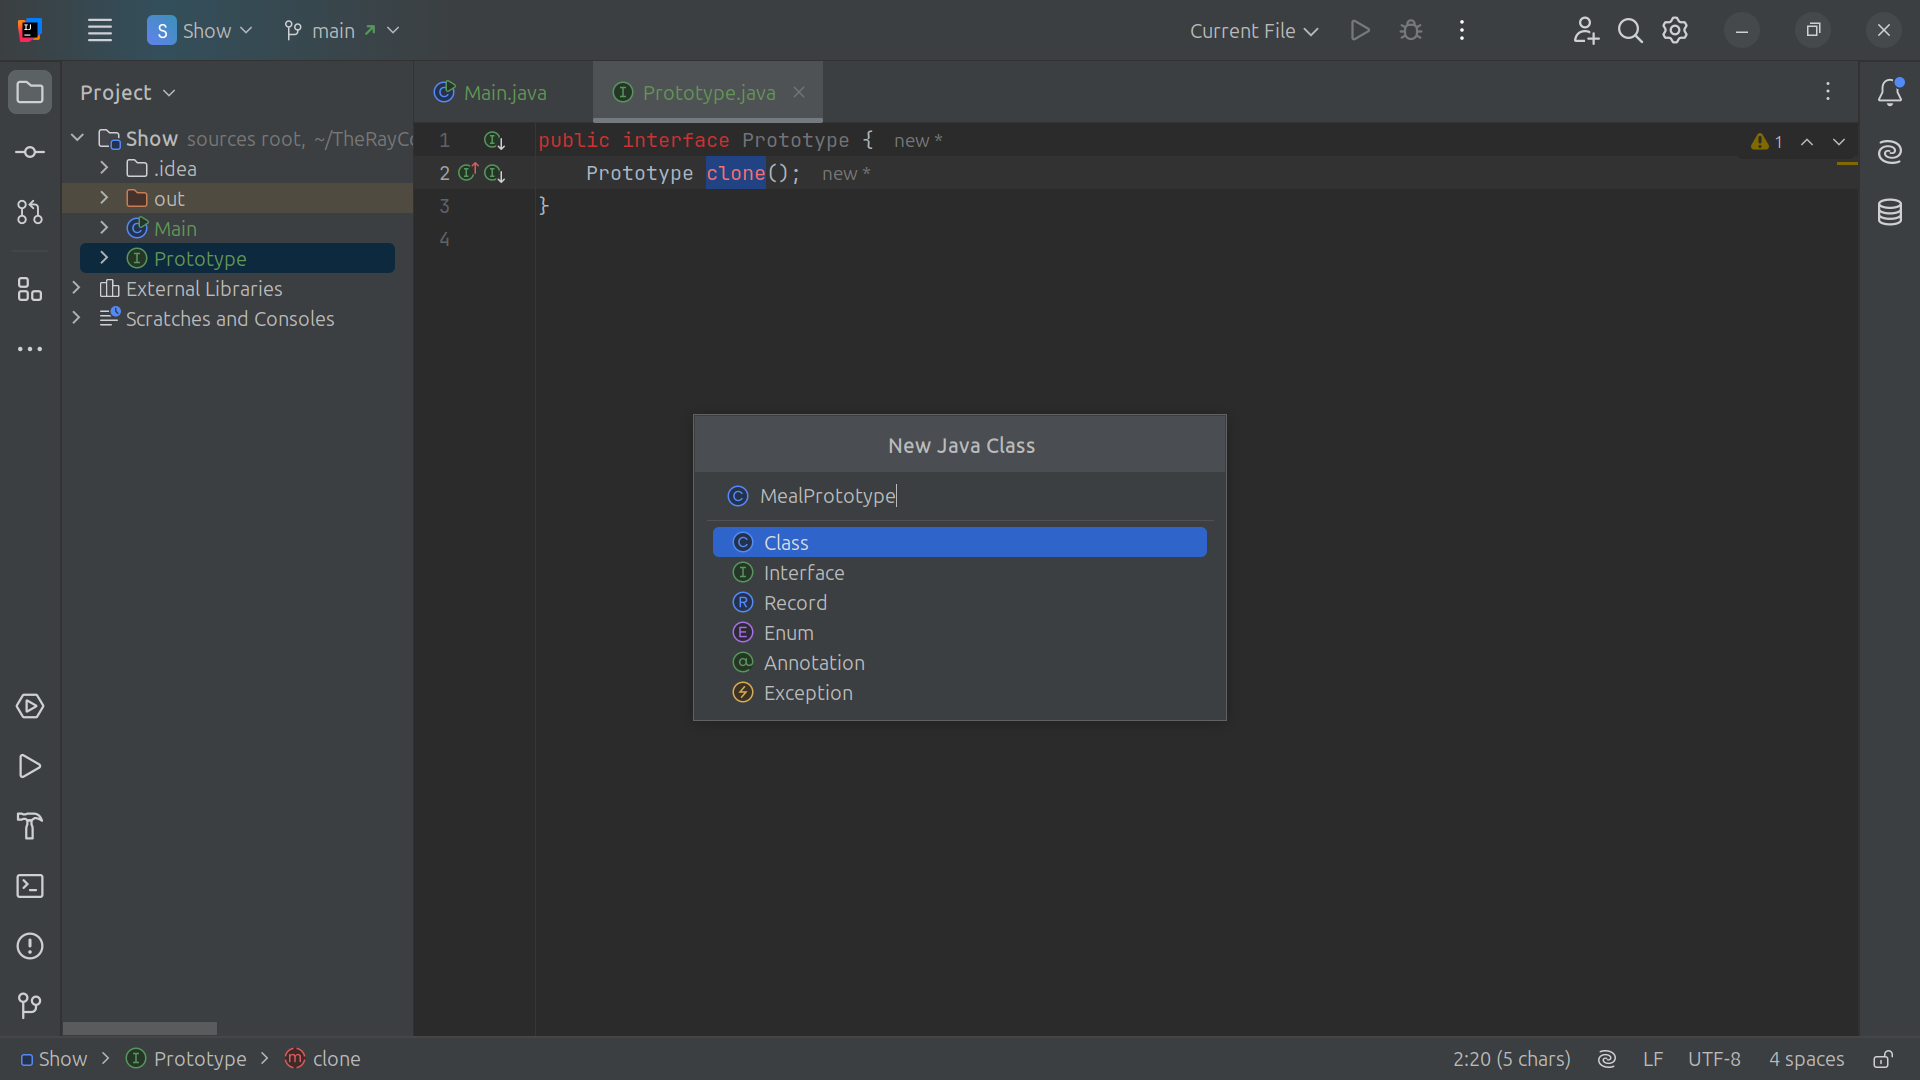 Show
main
Current File
Project
Main.java
Prototype.java
Show sources root, ~/TheRayCo
.idea
out
Main
Prototype
External Libraries
Scratches and Consoles
1 public interface Prototype { new *
2 Prototype clone(); new *
3 }
4
1
New Java Class
MealPrototype
Class
Interface
Record
Enum
Annotation
Exception
Show > Prototype > clone
2:20 (5 chars)
LF
UTF-8
4 spaces